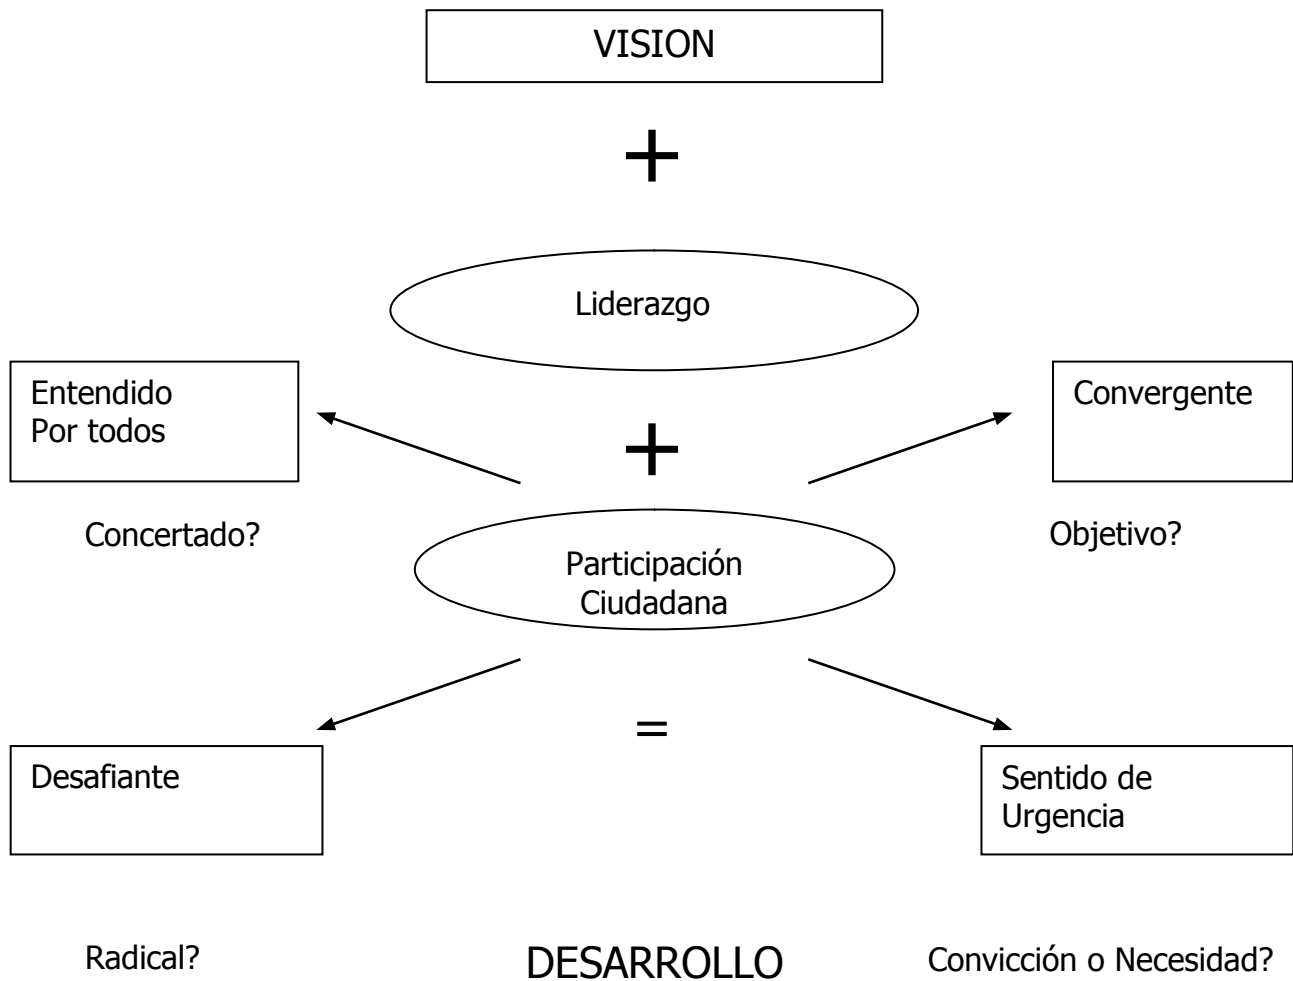 VISION
+
Liderazgo
Entendido
Por todos
Convergente
+
Concertado?
Objetivo?
Participación
Ciudadana
=
Desafiante
Sentido de
Urgencia
Radical?
DESARROLLO
Convicción o Necesidad?